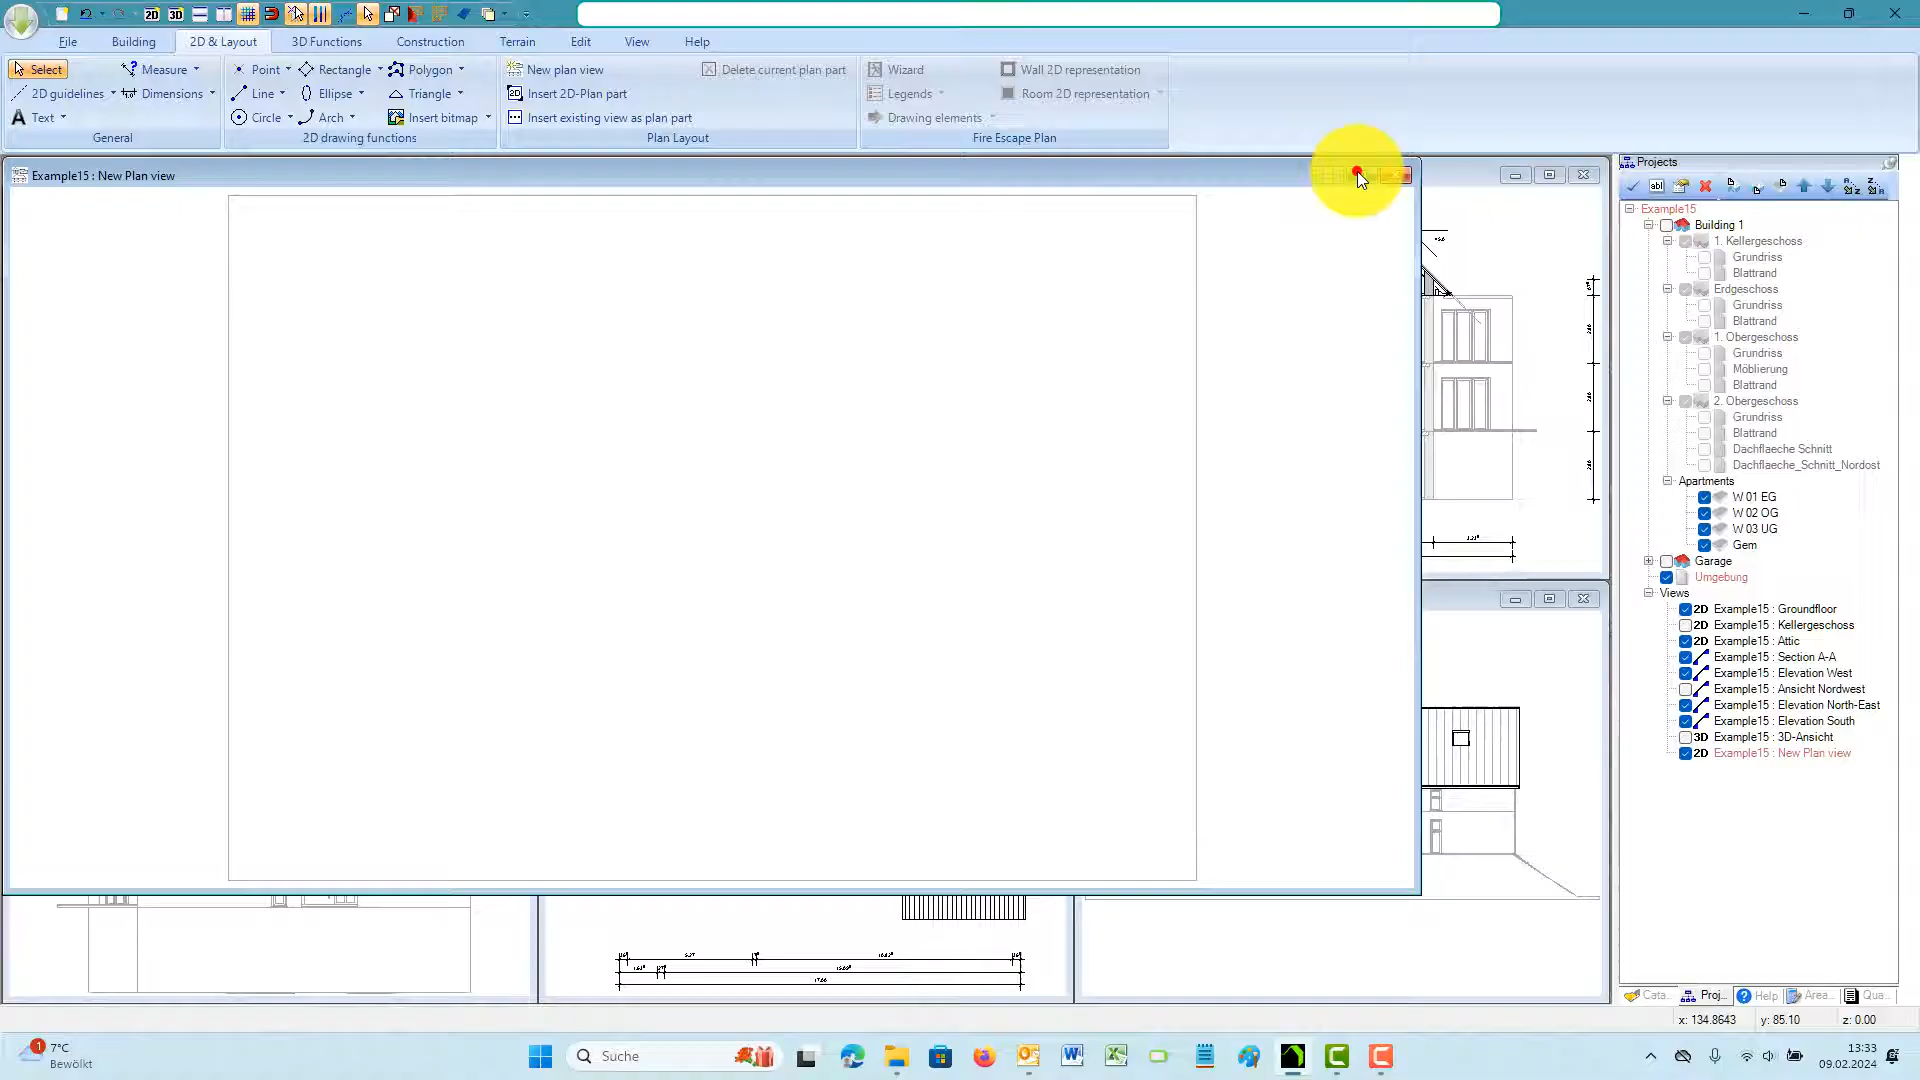 2D 3D
File Building 2D & Layout 3D Functions Construction Terrain Edit View Help
Select Measure Point Rectangle Polygon New plan view Delete current plan part Wizard Wall 2D representation
2D guidelines Dimensions Line Ellipse Triangle Insert 2D-Plan part Legends Room 2D representation
Text Circle Arch Insert bitmap Insert existing view as plan part Drawing elements
General 2D drawing functions Plan Layout Fire Escape Plan
Example15 : New Plan view
Projects
Example15
Building 1
1. Kellergeschoss
Grundriss
Blattrand
Erdgeschoss
Grundriss
Blattrand
1. Obergeschoss
Grundriss
Möblierung
Blattrand
2. Obergeschoss
Grundriss
Blattrand
Dachflaeche Schnitt
Dachflaeche_Schnitt_Nordost
Apartments
W 01 EG
W 02 OG
W 03 UG
Gem
Garage
Umgebung
Views
2D Example15 : Groundfloor
2D Example15 : Kellergeschoss
2D Example15 : Attic
Example15 : Section A-A
Example15 : Elevation West
Example15 : Ansicht Nordwest
Example15 : Elevation North-East
Example15 : Elevation South
3D Example15 : 3D-Ansicht
2D Example15 : New Plan view
Cata... Proj... Help Area... Qua...
x: 134.8643 y: 85.10 z: 0.00
1 7°C
Bewölkt
Suche
13:33
09.02.2024